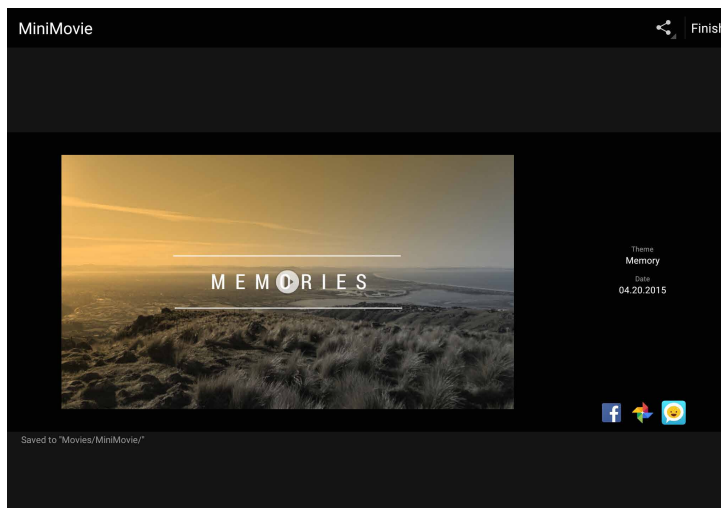 MiniMovie
Finish
MEMORIES
Theme
Memory
Date
04.20.2015
Saved to "Movies/MiniMovie/"